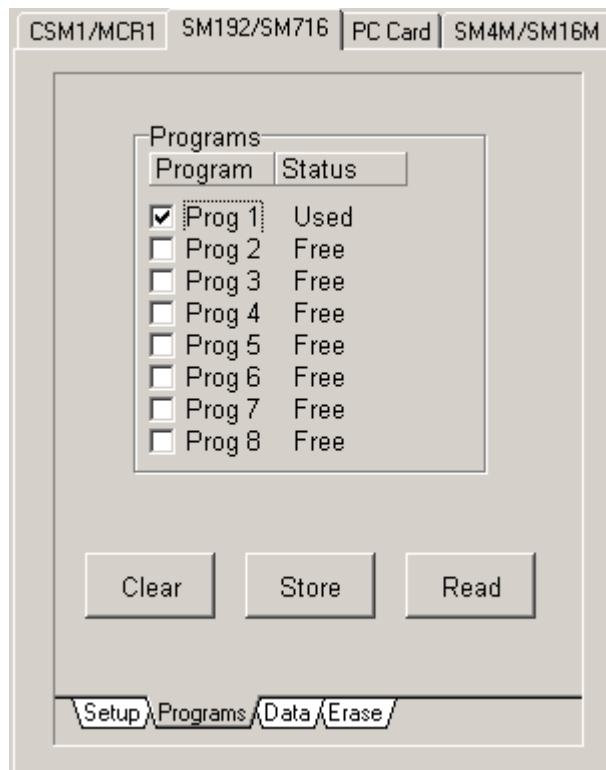 CSM1/MCR1 SM192/SM716 PC Card SM4M/SM16M
Programs
Program Status
Prog 1 Used
Prog 2 Free
Prog 3 Free
Prog 4 Free
Prog 5 Free
Prog 6 Free
Prog 7 Free
Prog 8 Free
Clear Store Read
Setup Programs Data Erase